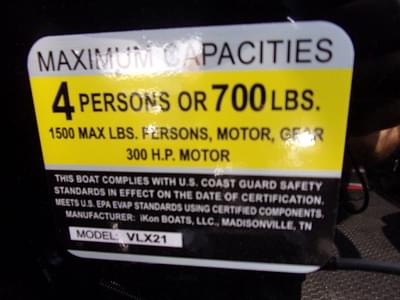 MAXIMUM CAPACITIES
4 PERSONS OR 700 LBS.
1500 MAX LBS. PERSONS, MOTOR, GEAR
300 H.P. MOTOR
THIS BOAT COMPLIES WITH U.S. COAST GUARD SAFETY
STANDARDS IN EFFECT ON THE DATE OF CERTIFICATION.
MEETS U.S. EPA EVAP STANDARDS USING CERTIFIED COMPONENTS.
MANUFACTURER: iKon BOATS, LLC., MADISONVILLE, TN
MODEL: VLX21